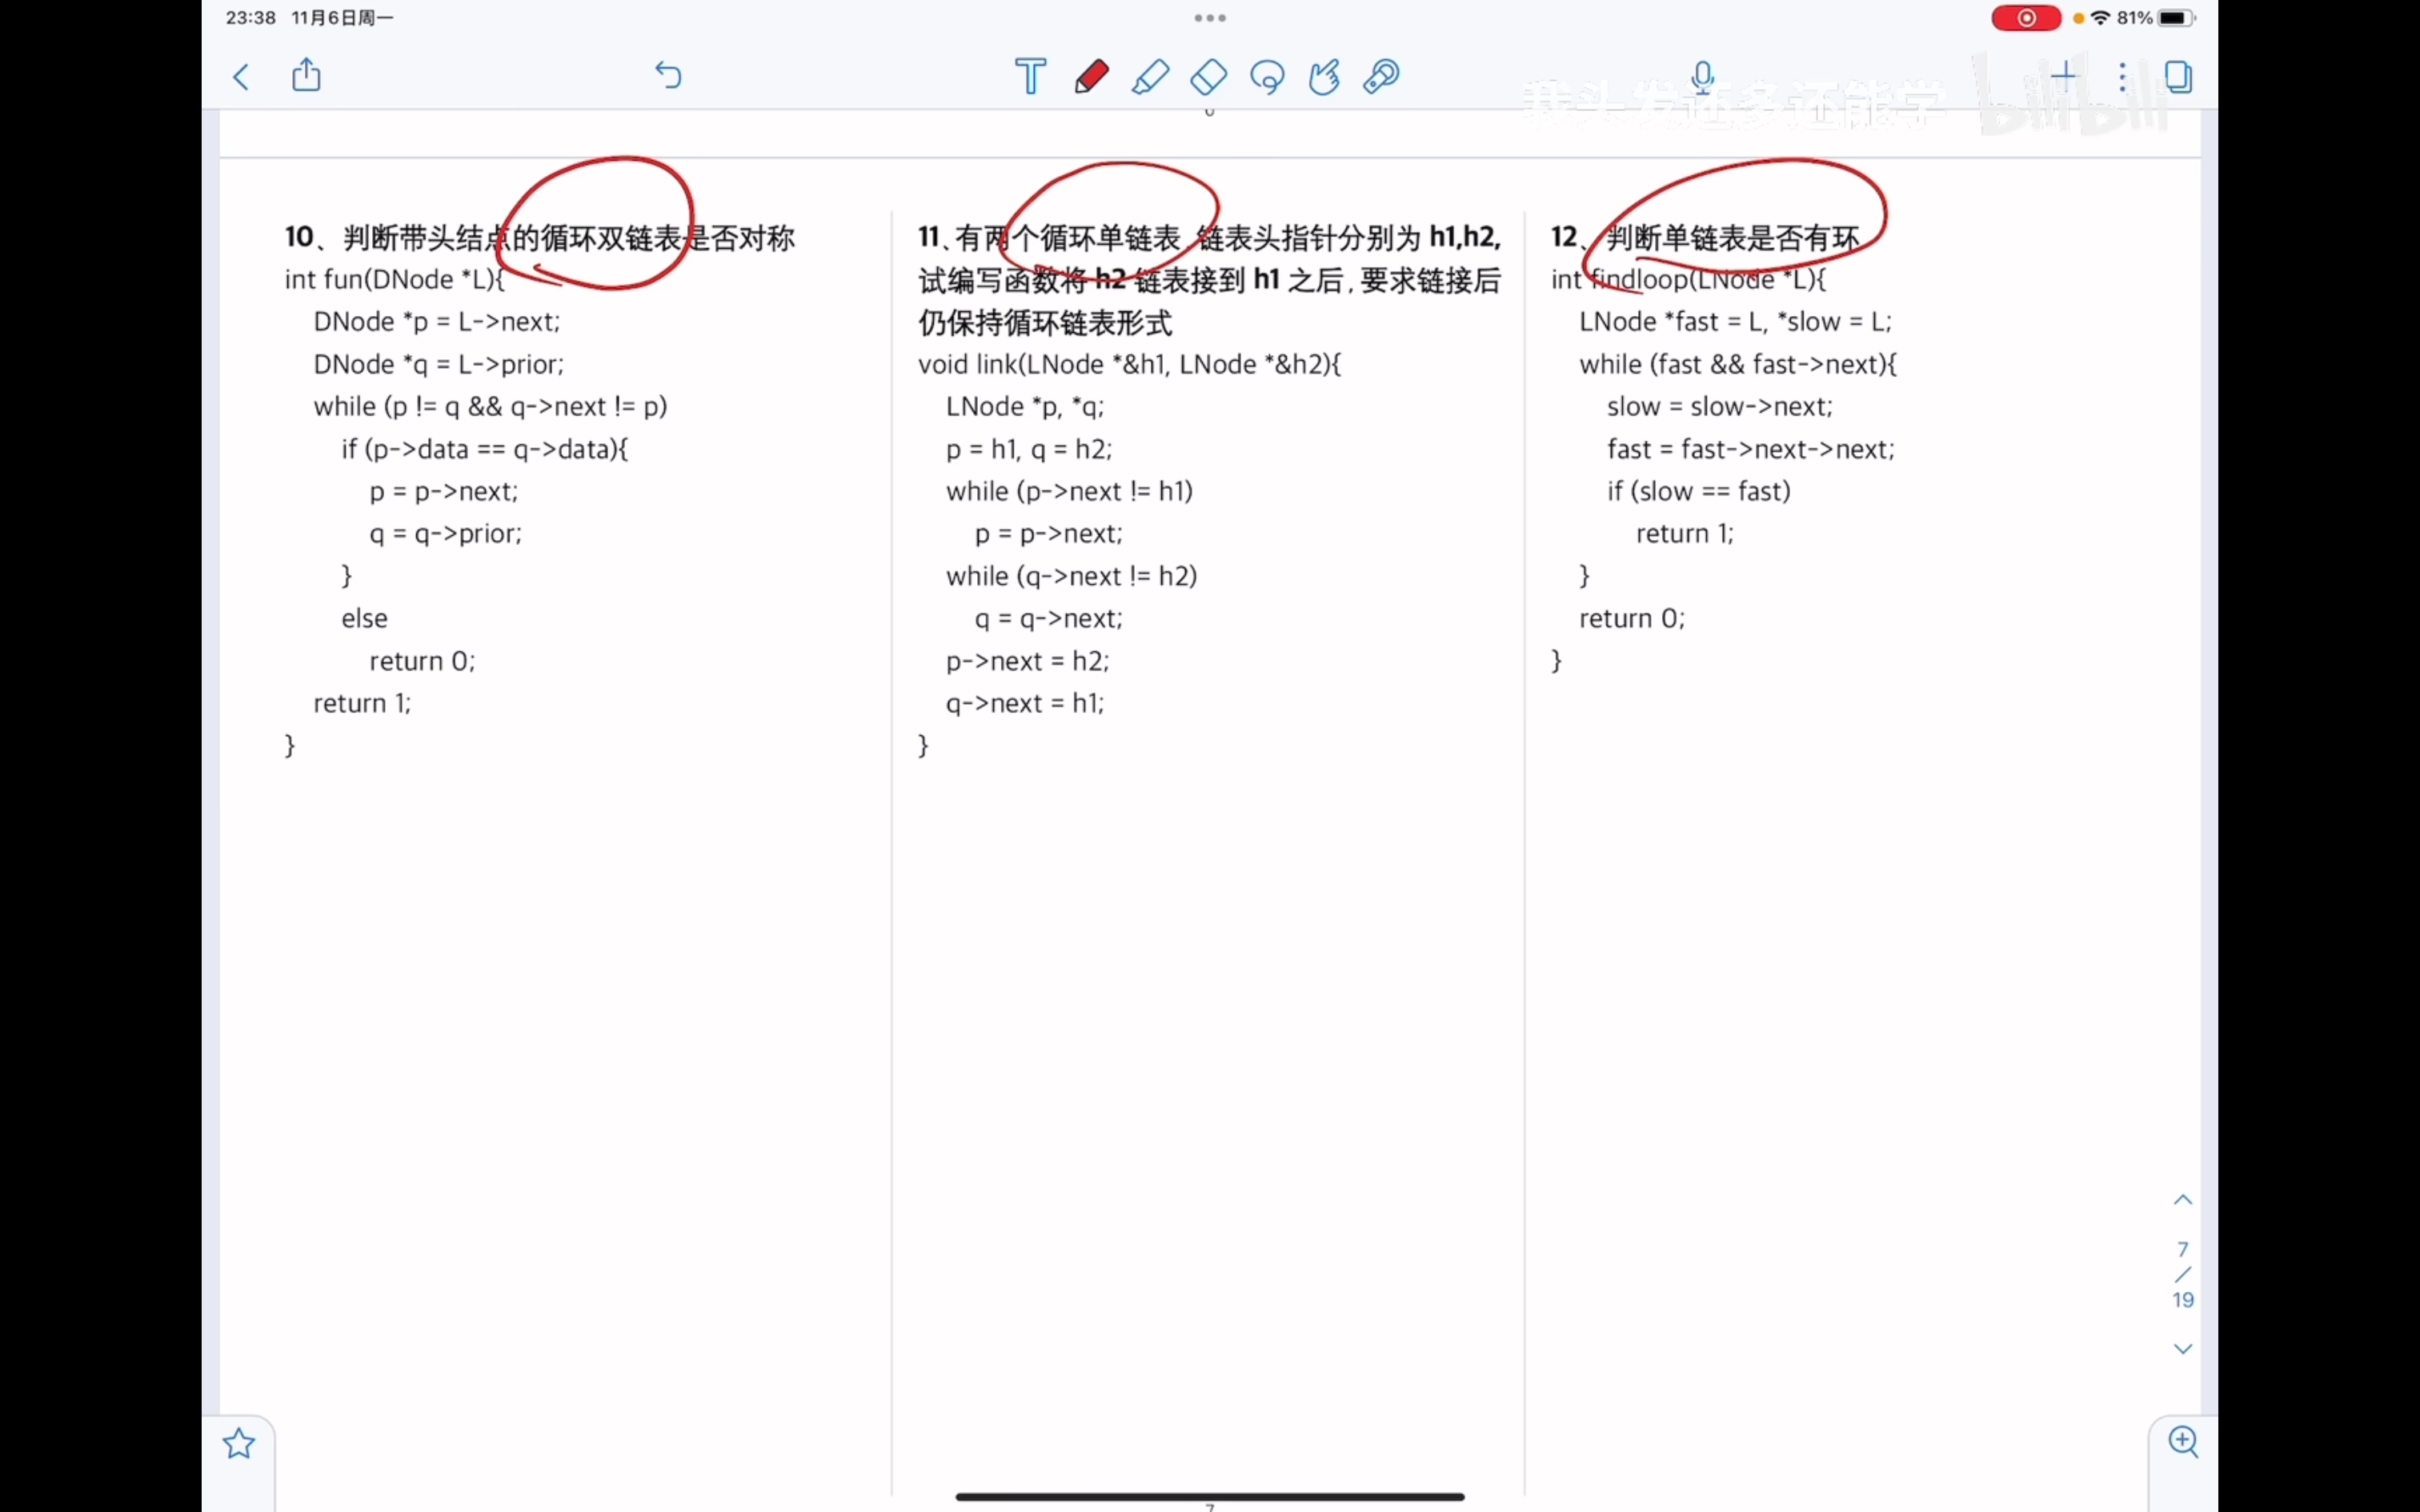 23:38 11月6日周一
81%
我头发还多还能学 bilibili
10、判断带头结点的循环双链表是否对称
int fun(DNode *L){
DNode *p = L->next;
DNode *q = L->prior;
while (p != q && q->next != p)
if (p->data == q->data){
p = p->next;
q = q->prior;
}
else
return 0;
return 1;
}
11、有两个循环单链表,链表头指针分别为 h1,h2,
试编写函数将 h2 链表接到 h1 之后,要求链接后
仍保持循环链表形式
void link(LNode *&h1, LNode *&h2){
LNode *p, *q;
p = h1, q = h2;
while (p->next != h1)
p = p->next;
while (q->next != h2)
q = q->next;
p->next = h2;
q->next = h1;
}
12、判断单链表是否有环
int findloop(LNode *L){
LNode *fast = L, *slow = L;
while (fast && fast->next){
slow = slow->next;
fast = fast->next->next;
if (slow == fast)
return 1;
}
return 0;
}
7
/
19
7